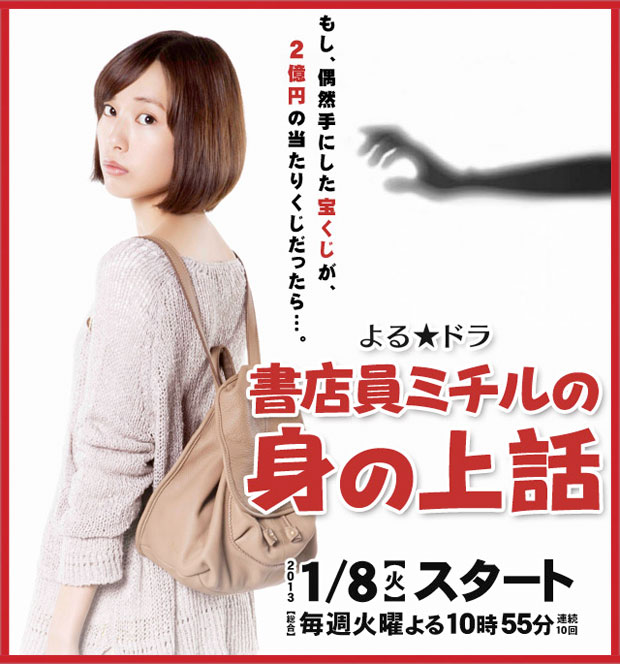 もし、偶然手にした宝くじが、
2億円の当たりくじだったら…。
よる★ドラ
書店員ミチルの
身の上話
2013 1/8【火】スタート
【総合】毎週火曜よる10時55分 連続10回